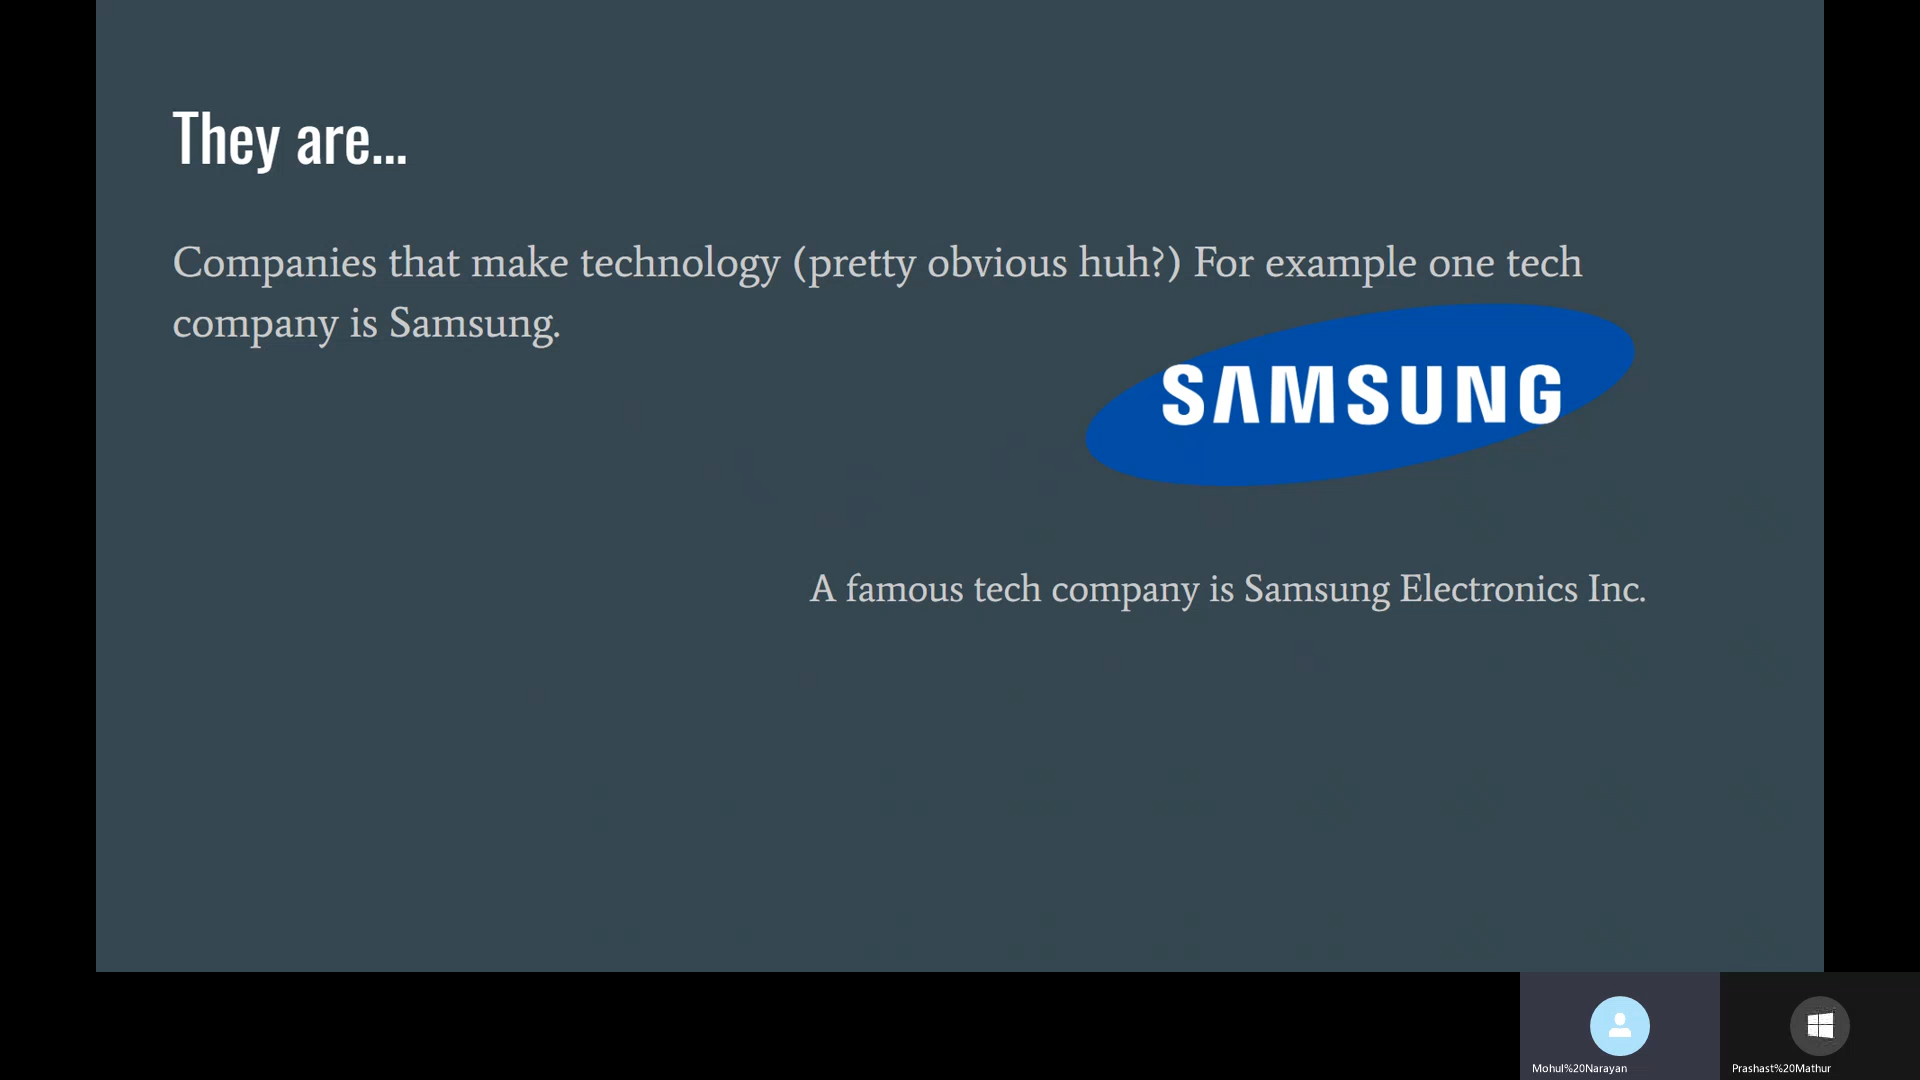 They are...
Companies that make technology (pretty obvious huh?) For example one tech
company is Samsung.
SAMSUNG
A famous tech company is Samsung Electronics Inc.
Mohul%20Narayan
Prashast%20Mathur